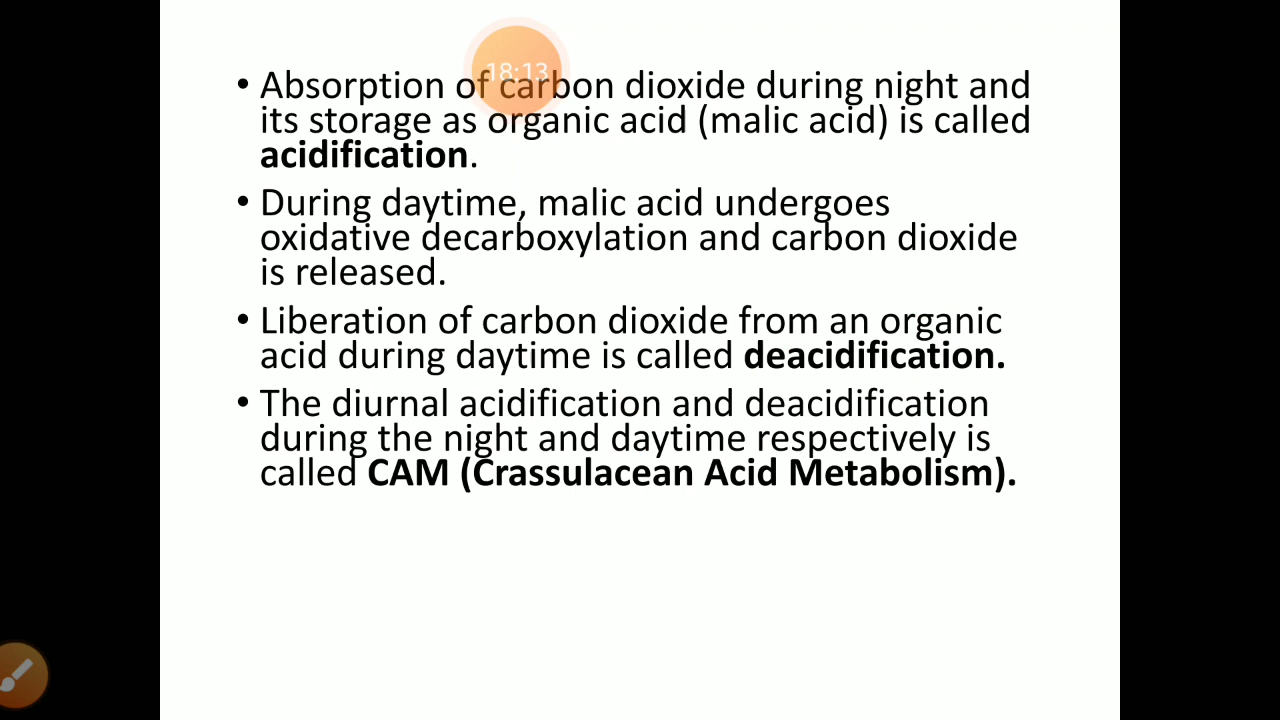 18:13
• Absorption of carbon dioxide during night and
its storage as organic acid (malic acid) is called
acidification.
• During daytime, malic acid undergoes
oxidative decarboxylation and carbon dioxide
is released.
• Liberation of carbon dioxide from an organic
acid during daytime is called deacidification.
• The diurnal acidification and deacidification
during the night and daytime respectively is
called CAM (Crassulacean Acid Metabolism).